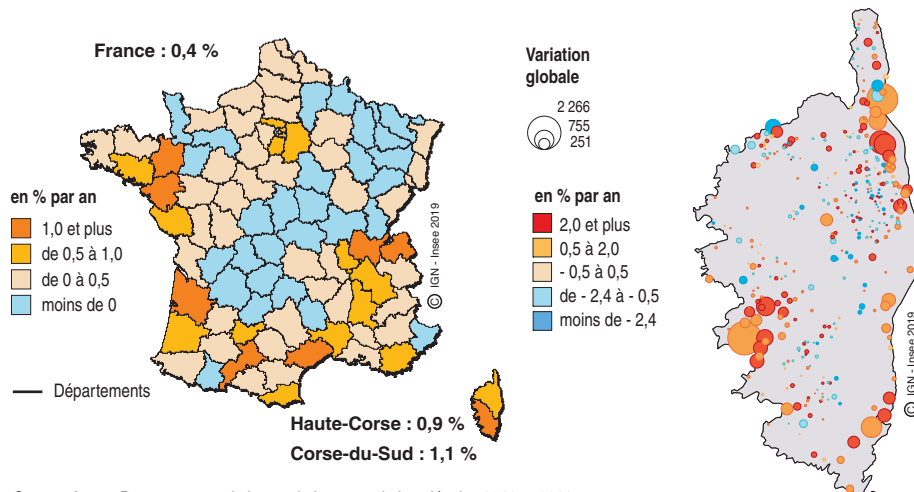 France : 0,4 %
en % par an
1,0 et plus
de 0,5 à 1,0
de 0 à 0,5
moins de 0
Départements
© IGN - Insee 2019
Haute-Corse : 0,9 %
Corse-du-Sud : 1,1 %
Variation
globale
2 266
755
251
en % par an
2,0 et plus
0,5 à 2,0
- 0,5 à 0,5
de - 2,4 à - 0,5
moins de - 2,4
© IGN - Insee 2019